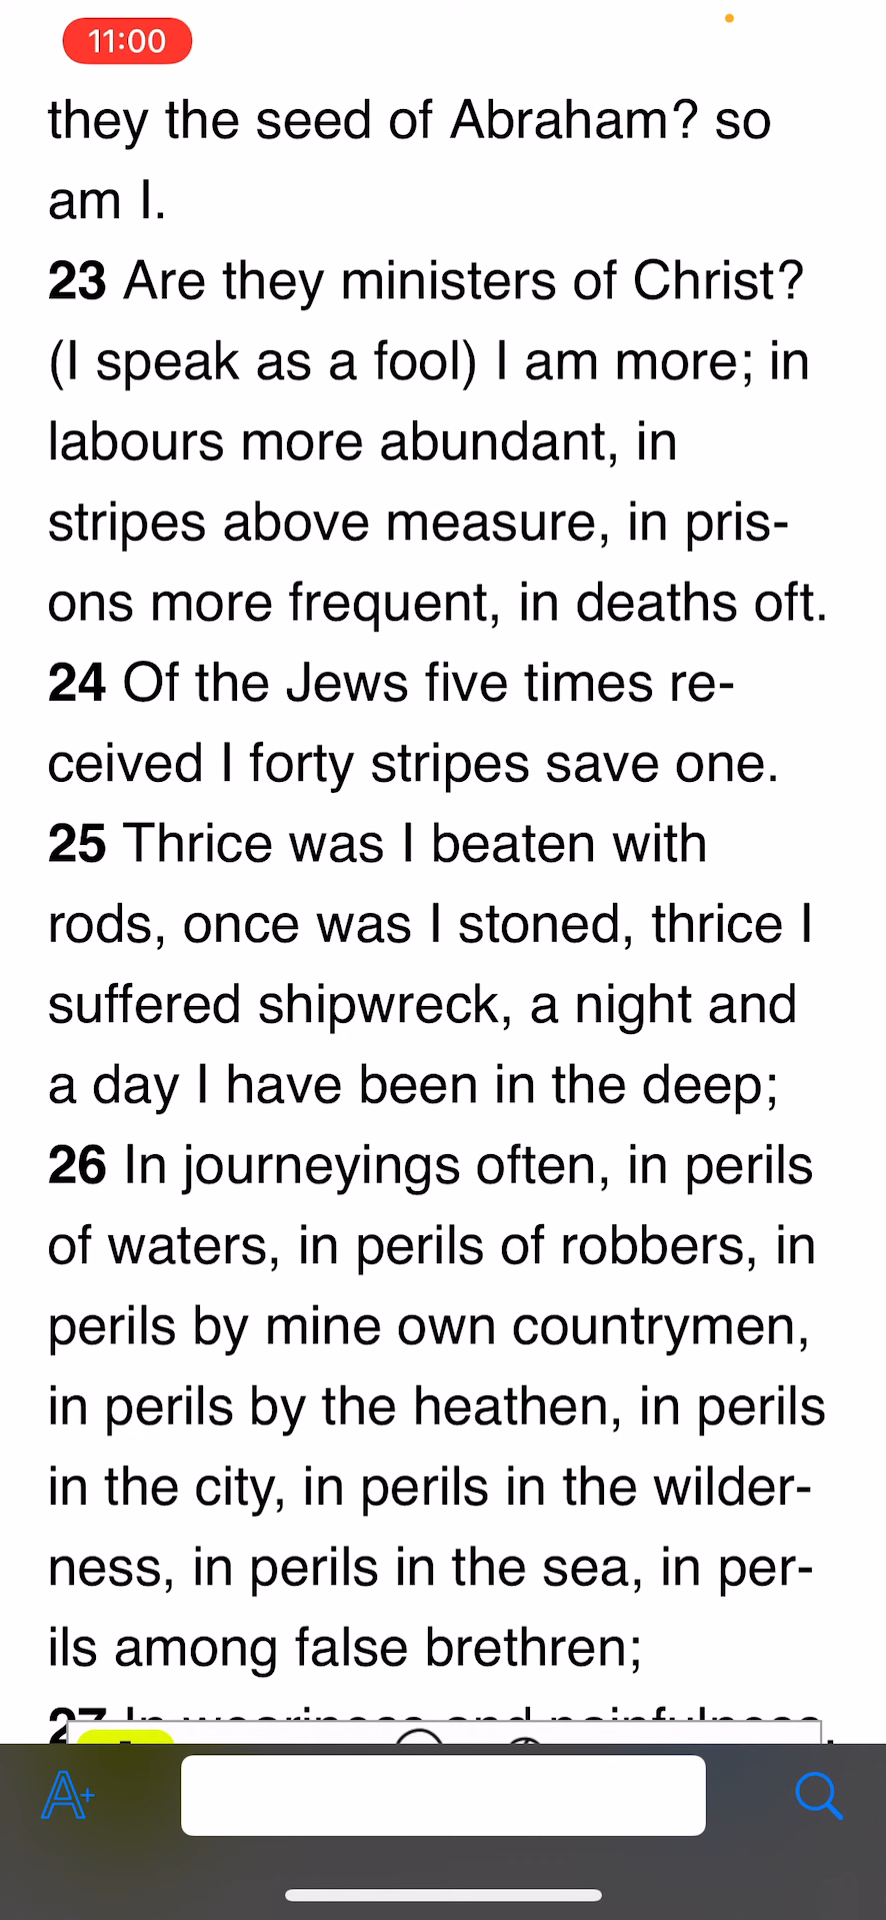 11:00
they the seed of Abraham? so
am I.
23 Are they ministers of Christ?
(I speak as a fool) I am more; in
labours more abundant, in
stripes above measure, in pris-
ons more frequent, in deaths oft.
24 Of the Jews five times re-
ceived I forty stripes save one.
25 Thrice was I beaten with
rods, once was I stoned, thrice I
suffered shipwreck, a night and
a day I have been in the deep;
26 In journeyings often, in perils
of waters, in perils of robbers, in
perils by mine own countrymen,
in perils by the heathen, in perils
in the city, in perils in the wilder-
ness, in perils in the sea, in per-
ils among false brethren;
27 In weariness and painfulness
A+